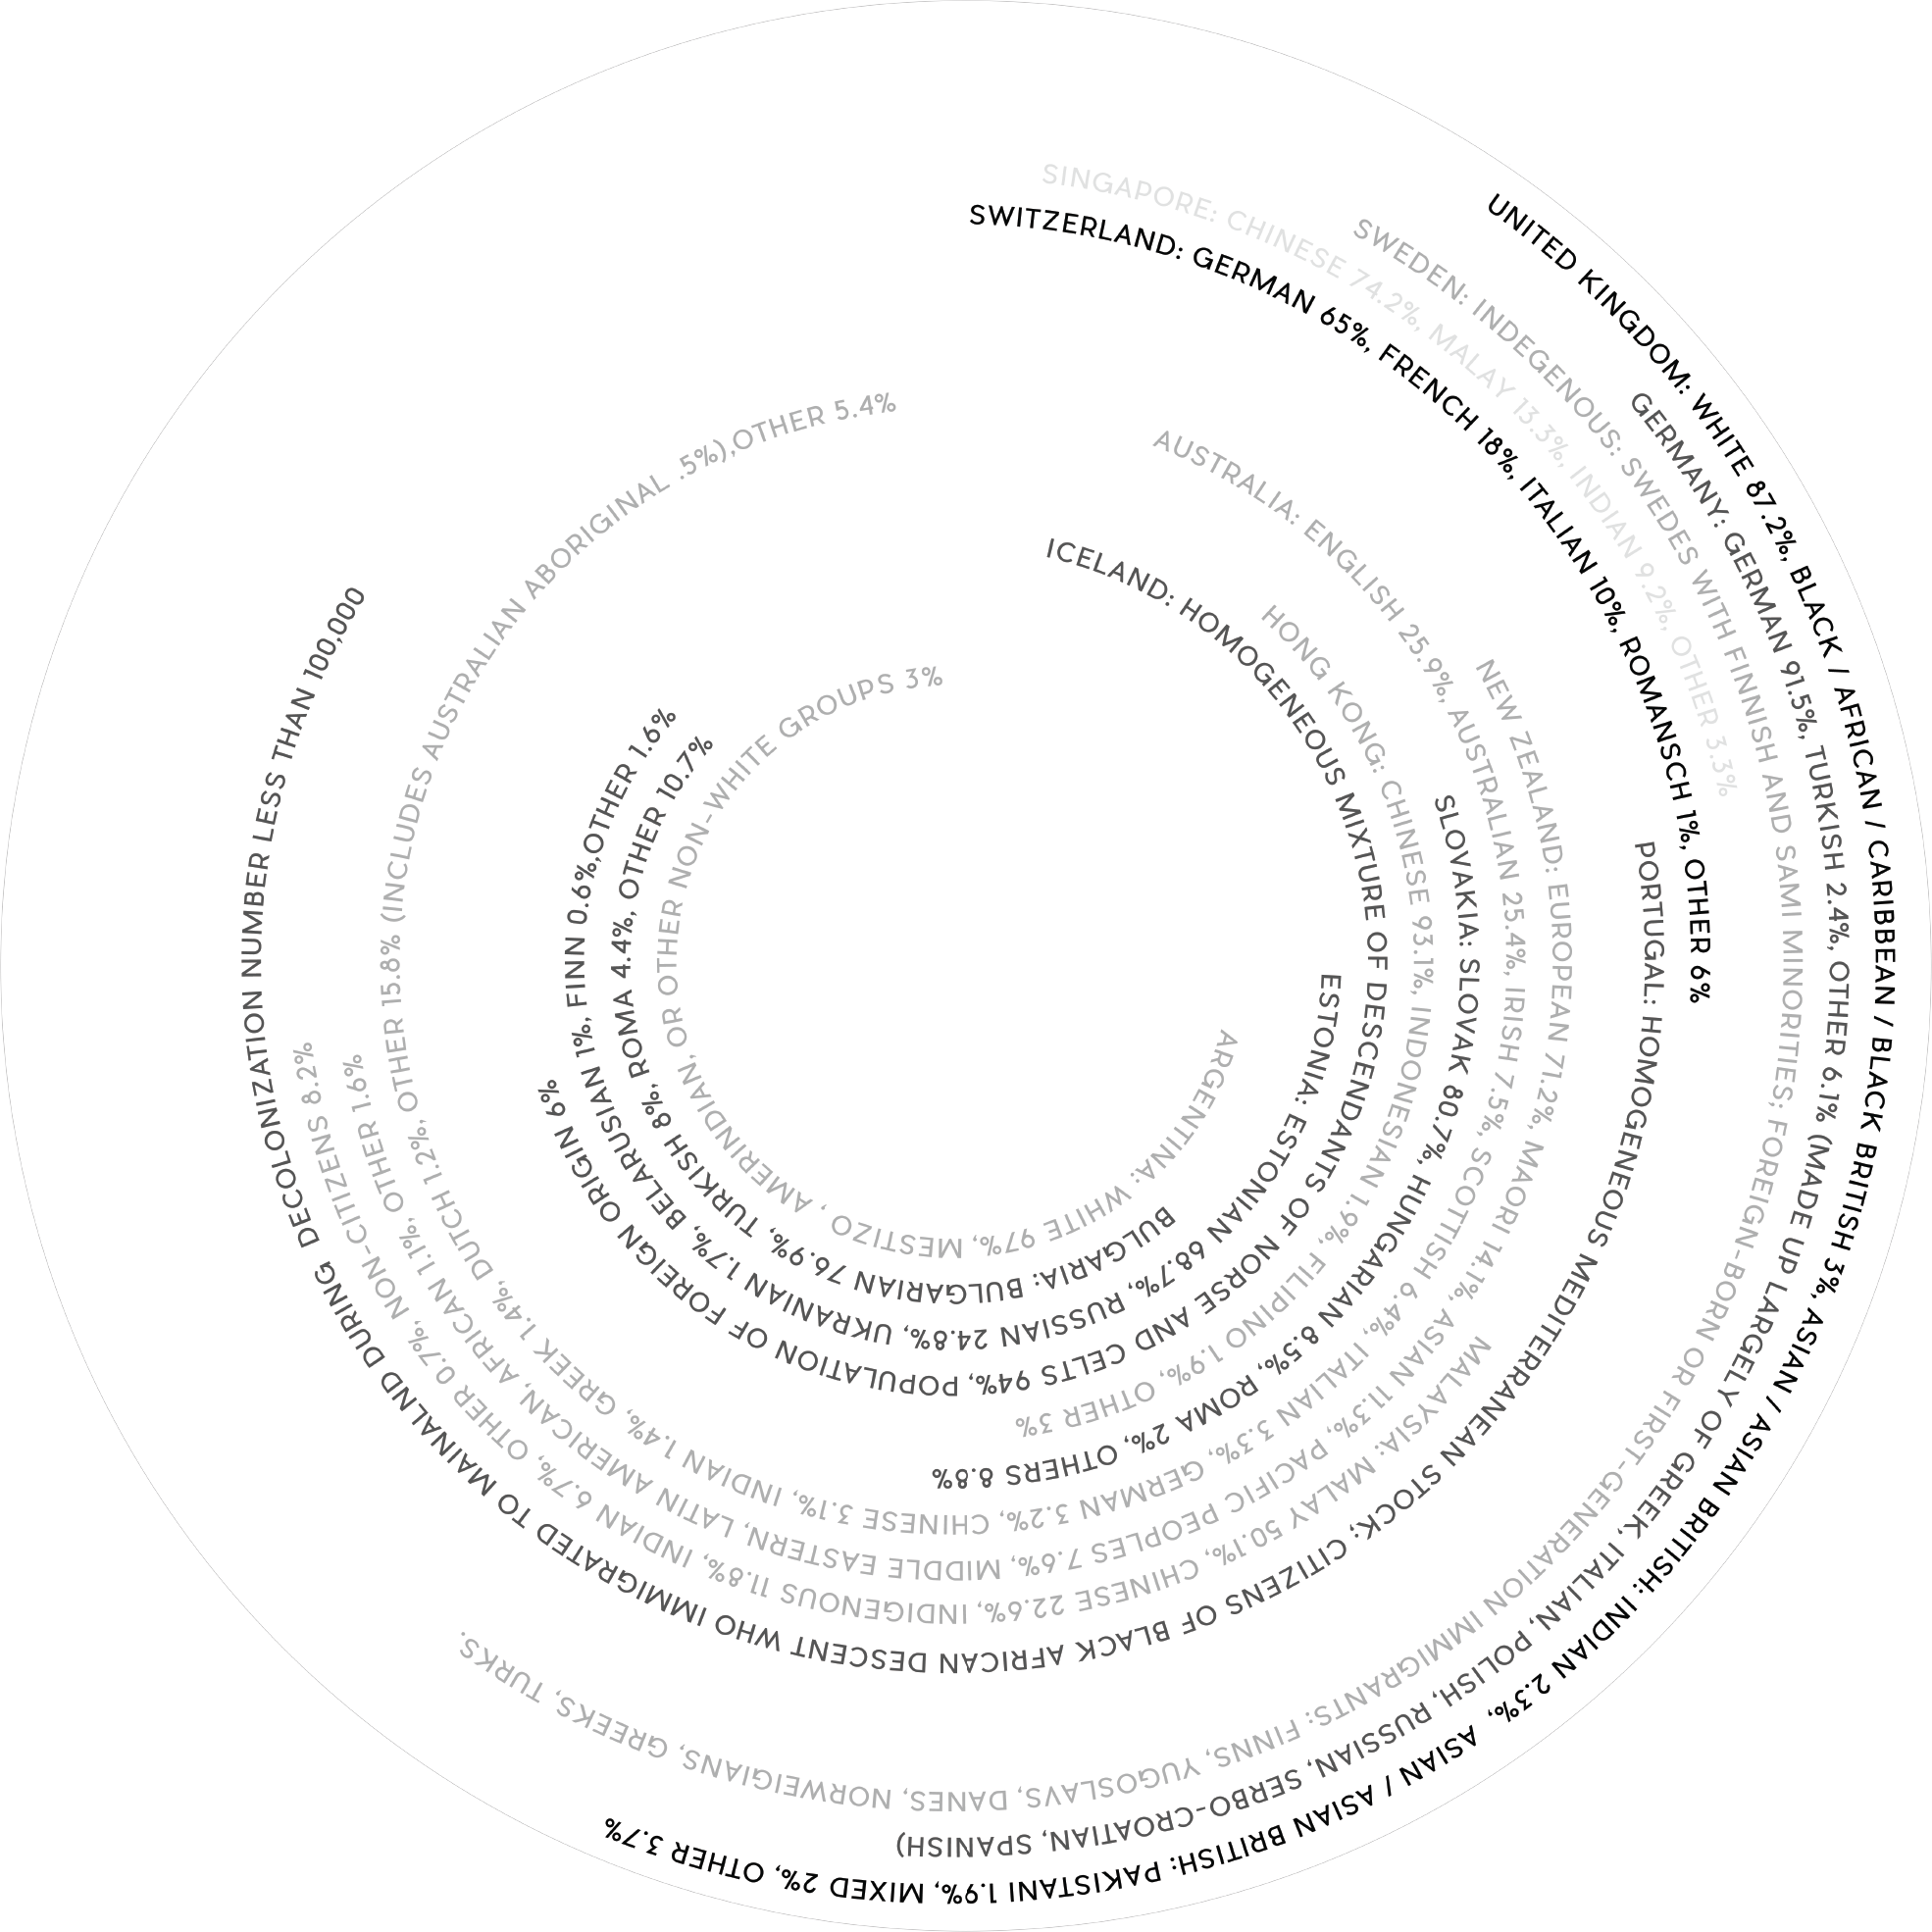 UNITED KINGDOM: WHITE 87.2%, BLACK / AFRICAN / CARIBBEAN / BLACK BRITISH 3%, ASIAN / ASIAN BRITISH: INDIAN 2.3%, ASIAN / ASIAN BRITISH: PAKISTANI 1.9%, MIXED 2%, OTHER 3.7%
GERMANY: GERMAN 91.5%, TURKISH 2.4%, OTHER 6.1% (MADE UP LARGELY OF GREEK, ITALIAN, POLISH, RUSSIAN, SERBO-CROATIAN, SPANISH)
SWEDEN: INDEGENOUS: SWEDES WITH FINNISH AND SAMI MINORITIES; FOREIGN-BORN OR FIRST-GENERATION IMMIGRANTS: FINNS, YUGOSLAVS, DANES, NORWEIGIANS, GREEKS, TURKS.
SINGAPORE: CHINESE 74.2%, MALAY 13.3%, INDIAN 9.2%, OTHER 3.3%
SWITZERLAND: GERMAN 65%, FRENCH 18%, ITALIAN 10%, ROMANSCH 1%, OTHER 6%
PORTUGAL: HOMOGENEOUS MEDITERRANEAN STOCK; CITIZENS OF BLACK AFRICAN DESCENT WHO IMMIGRATED TO MAINALND DURING DECOLONIZATION NUMBER LESS THAN 100,000
MALAYSIA: MALAY 50.1%, CHINESE 22.6%, INDIGENOUS 11.8%, INDIAN 6.7%, OTHER 0.7%, NON-CITIZENS 8.2%
NEW ZEALAND: EUROPEAN 71.2%, MAORI 14.1%, ASIAN 11.3%, PACIFIC PEOPLES 7.6%, MIDDLE EASTERN, LATIN AMERICAN, AFRICAN 1.1%, OTHER 1.6%
AUSTRALIA: ENGLISH 25.9%, AUSTRALIAN 25.4%, IRISH 7.5%, SCOTTISH 6.4%, ITALIAN 3.3%, GERMAN 3.2%, CHINESE 3.1%, INDIAN 1.4%, GREEK 1.4%, DUTCH 1.2%, OTHER 15.8% (INCLUDES AUSTRALIAN ABORIGINAL .5%),OTHER 5.4%
SLOVAKIA: SLOVAK 80.7%, HUNGARIAN 8.5%, ROMA 2%, OTHERS 8.8%
HONG KONG: CHINESE 93.1%, INDONESIAN 1.9%, FILIPINO 1.9%, OTHER 3%
ICELAND: HOMOGENEOUS MIXTURE OF DESCENDANTS OF NORSE AND CELTS 94%, POPULATION OF FOREIGN ORIGIN 6%
ESTONIA: ESTONIAN 68.7%, RUSSIAN 24.8%, UKRANIAN 1.7%, BELARUSIAN 1%, FINN 0.6%,OTHER 1.6%
BULGARIA: BULGARIAN 76.9%, TURKISH 8%, ROMA 4.4%, OTHER 10.7%
ARGENTINA: WHITE 97%, MESTIZO , AMERINDIAN, OR OTHER NON-WHITE GROUPS 3%